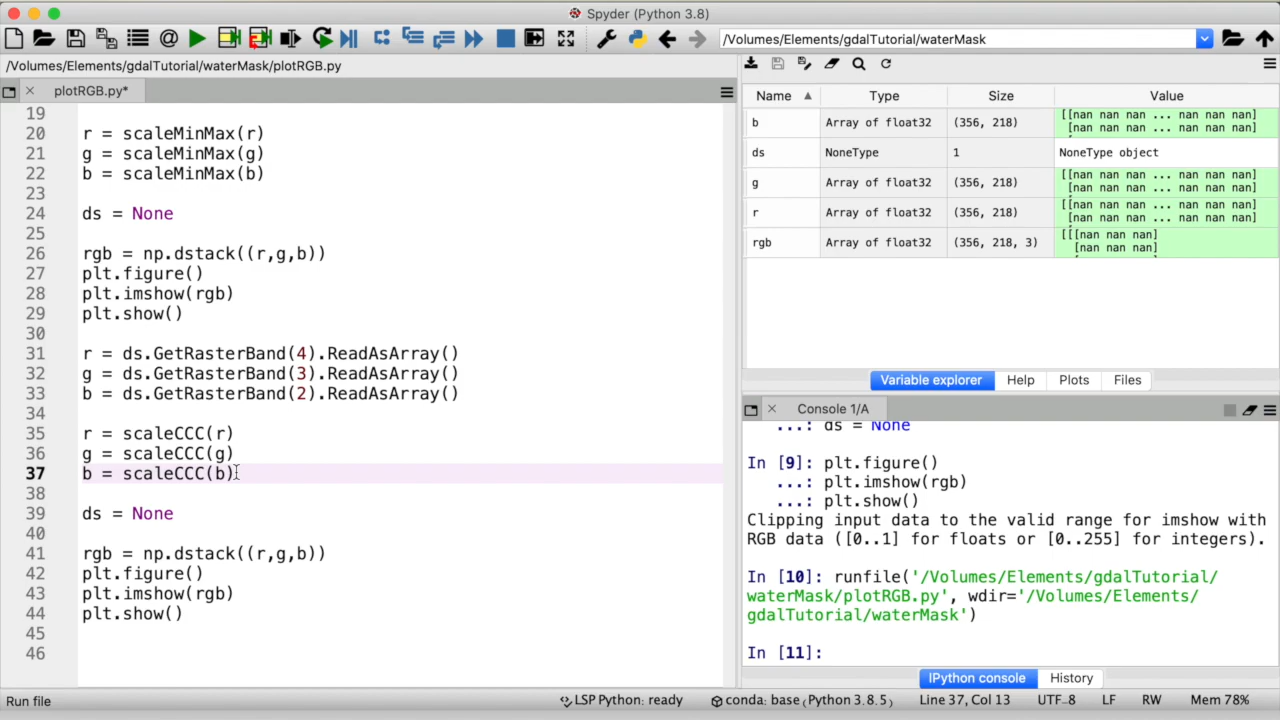 Spyder (Python 3.8)
/Volumes/Elements/gdalTutorial/waterMask
/Volumes/Elements/gdalTutorial/waterMask/plotRGB.py
plotRGB.py*
19
20 r = scaleMinMax(r)
21 g = scaleMinMax(g)
22 b = scaleMinMax(b)
23
24 ds = None
25
26 rgb = np.dstack((r,g,b))
27 plt.figure()
28 plt.imshow(rgb)
29 plt.show()
30
31 r = ds.GetRasterBand(4).ReadAsArray()
32 g = ds.GetRasterBand(3).ReadAsArray()
33 b = ds.GetRasterBand(2).ReadAsArray()
34
35 r = scaleCCC(r)
36 g = scaleCCC(g)
37 b = scaleCCC(b)
38
39 ds = None
40
41 rgb = np.dstack((r,g,b))
42 plt.figure()
43 plt.imshow(rgb)
44 plt.show()
45
46
Name Type Size Value
b Array of float32 (356, 218) [[nan nan nan ... nan nan nan]
[nan nan nan ... nan nan nan]
ds NoneType 1 NoneType object
g Array of float32 (356, 218) [[nan nan nan ... nan nan nan]
[nan nan nan ... nan nan nan]
r Array of float32 (356, 218) [[nan nan nan ... nan nan nan]
[nan nan nan ... nan nan nan]
rgb Array of float32 (356, 218, 3) [[[nan nan nan]
[nan nan nan]
Variable explorer Help Plots Files
Console 1/A
...: ds = None
In [9]: plt.figure()
...: plt.imshow(rgb)
...: plt.show()
Clipping input data to the valid range for imshow with
RGB data ([0..1] for floats or [0..255] for integers).
In [10]: runfile('/Volumes/Elements/gdalTutorial/
waterMask/plotRGB.py', wdir='/Volumes/Elements/
gdalTutorial/waterMask')
In [11]:
IPython console History
Run file LSP Python: ready conda: base (Python 3.8.5) Line 37, Col 13 UTF-8 LF RW Mem 78%